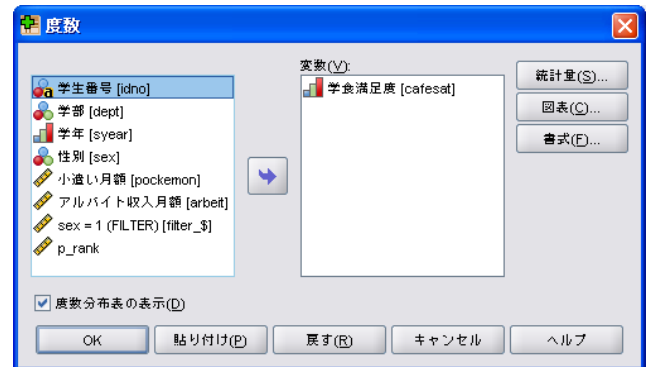 度数
学生番号 [idno]
学部 [dept]
学年 [syear]
性別 [sex]
小遣い月額 [pockemon]
アルバイト収入月額 [arbeit]
sex = 1 (FILTER) [filter_$]
p_rank
変数(V):
学食満足度 [cafesat]
統計量(S)...
図表(C)...
書式(F)...
度数分布表の表示(D)
OK
貼り付け(P)
戻す(R)
キャンセル
ヘルプ